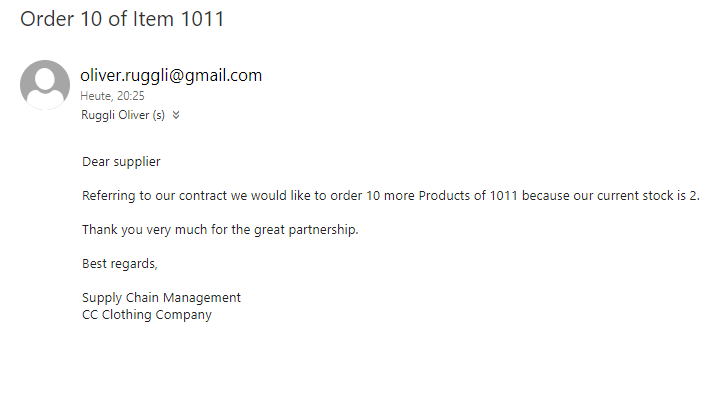 Order 10 of Item 1011
oliver.ruggli@gmail.com
Heute, 20:25
Ruggli Oliver (s)
Dear supplier
Referring to our contract we would like to order 10 more Products of 1011 because our current stock is 2.
Thank you very much for the great partnership.
Best regards,
Supply Chain Management
CC Clothing Company